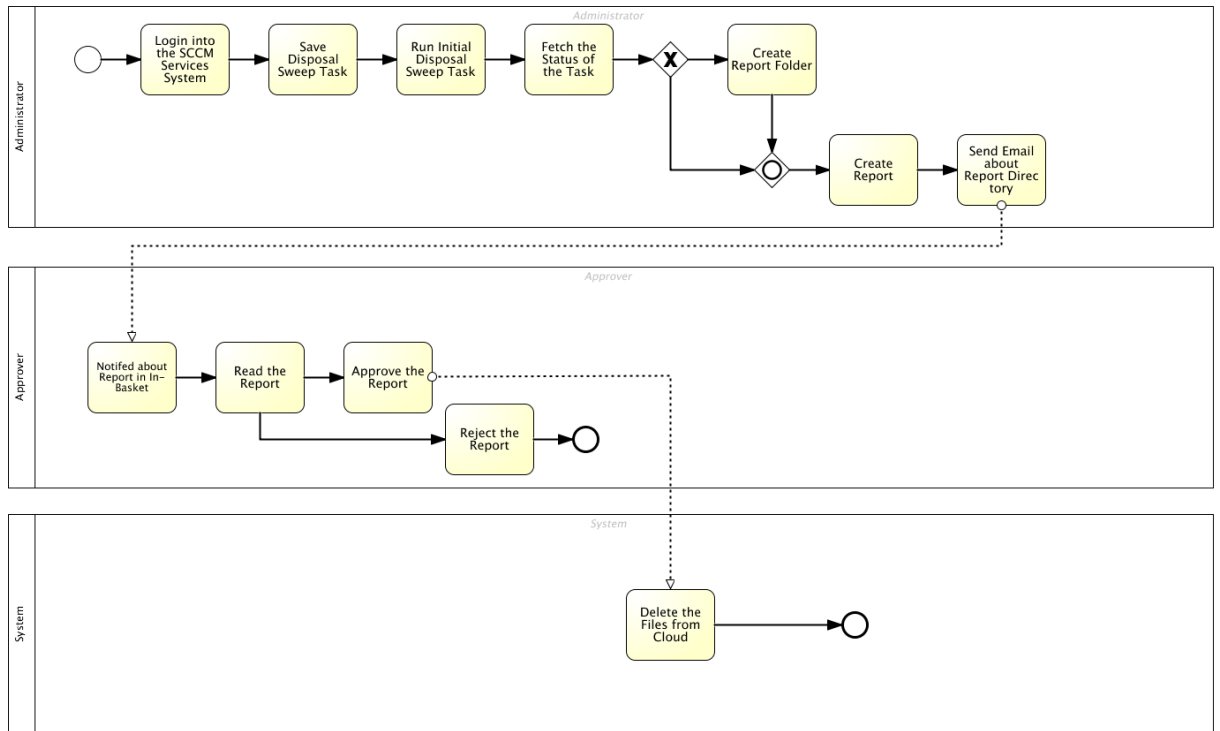 Administrator
Administrator
Login into
the SCCM
Services
System
Save
Disposal
Sweep Task
Run Initial
Disposal
Sweep Task
Fetch the
Status of
the Task
X
Create
Report Folder
Create
Report
Send Email
about
Report Direc
tory
Approver
Approver
Notifed about
Report in In-
Basket
Read the
Report
Approve the
Report
Reject the
Report
System
System
Delete the
Files from
Cloud